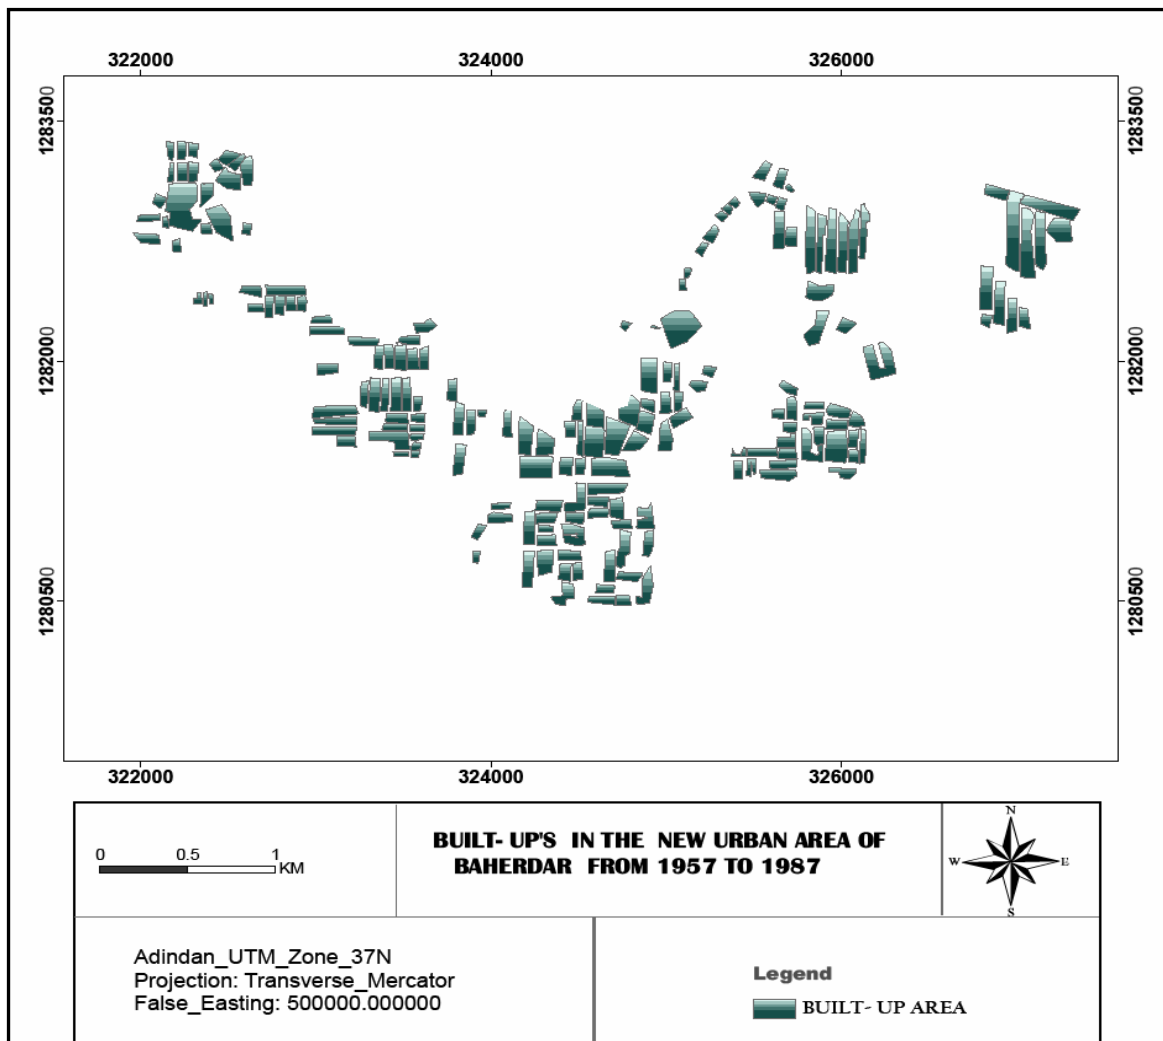 322000 324000 326000
1283500 1283500
1282000 1282000
1280500 1280500
322000 324000 326000
0 0.5 1
KM
BUILT- UP'S IN THE NEW URBAN AREA OF
BAHERDAR FROM 1957 TO 1987
N
W E
S
Adindan_UTM_Zone_37N
Projection: Transverse_Mercator
False_Easting: 500000.000000
Legend
BUILT- UP AREA